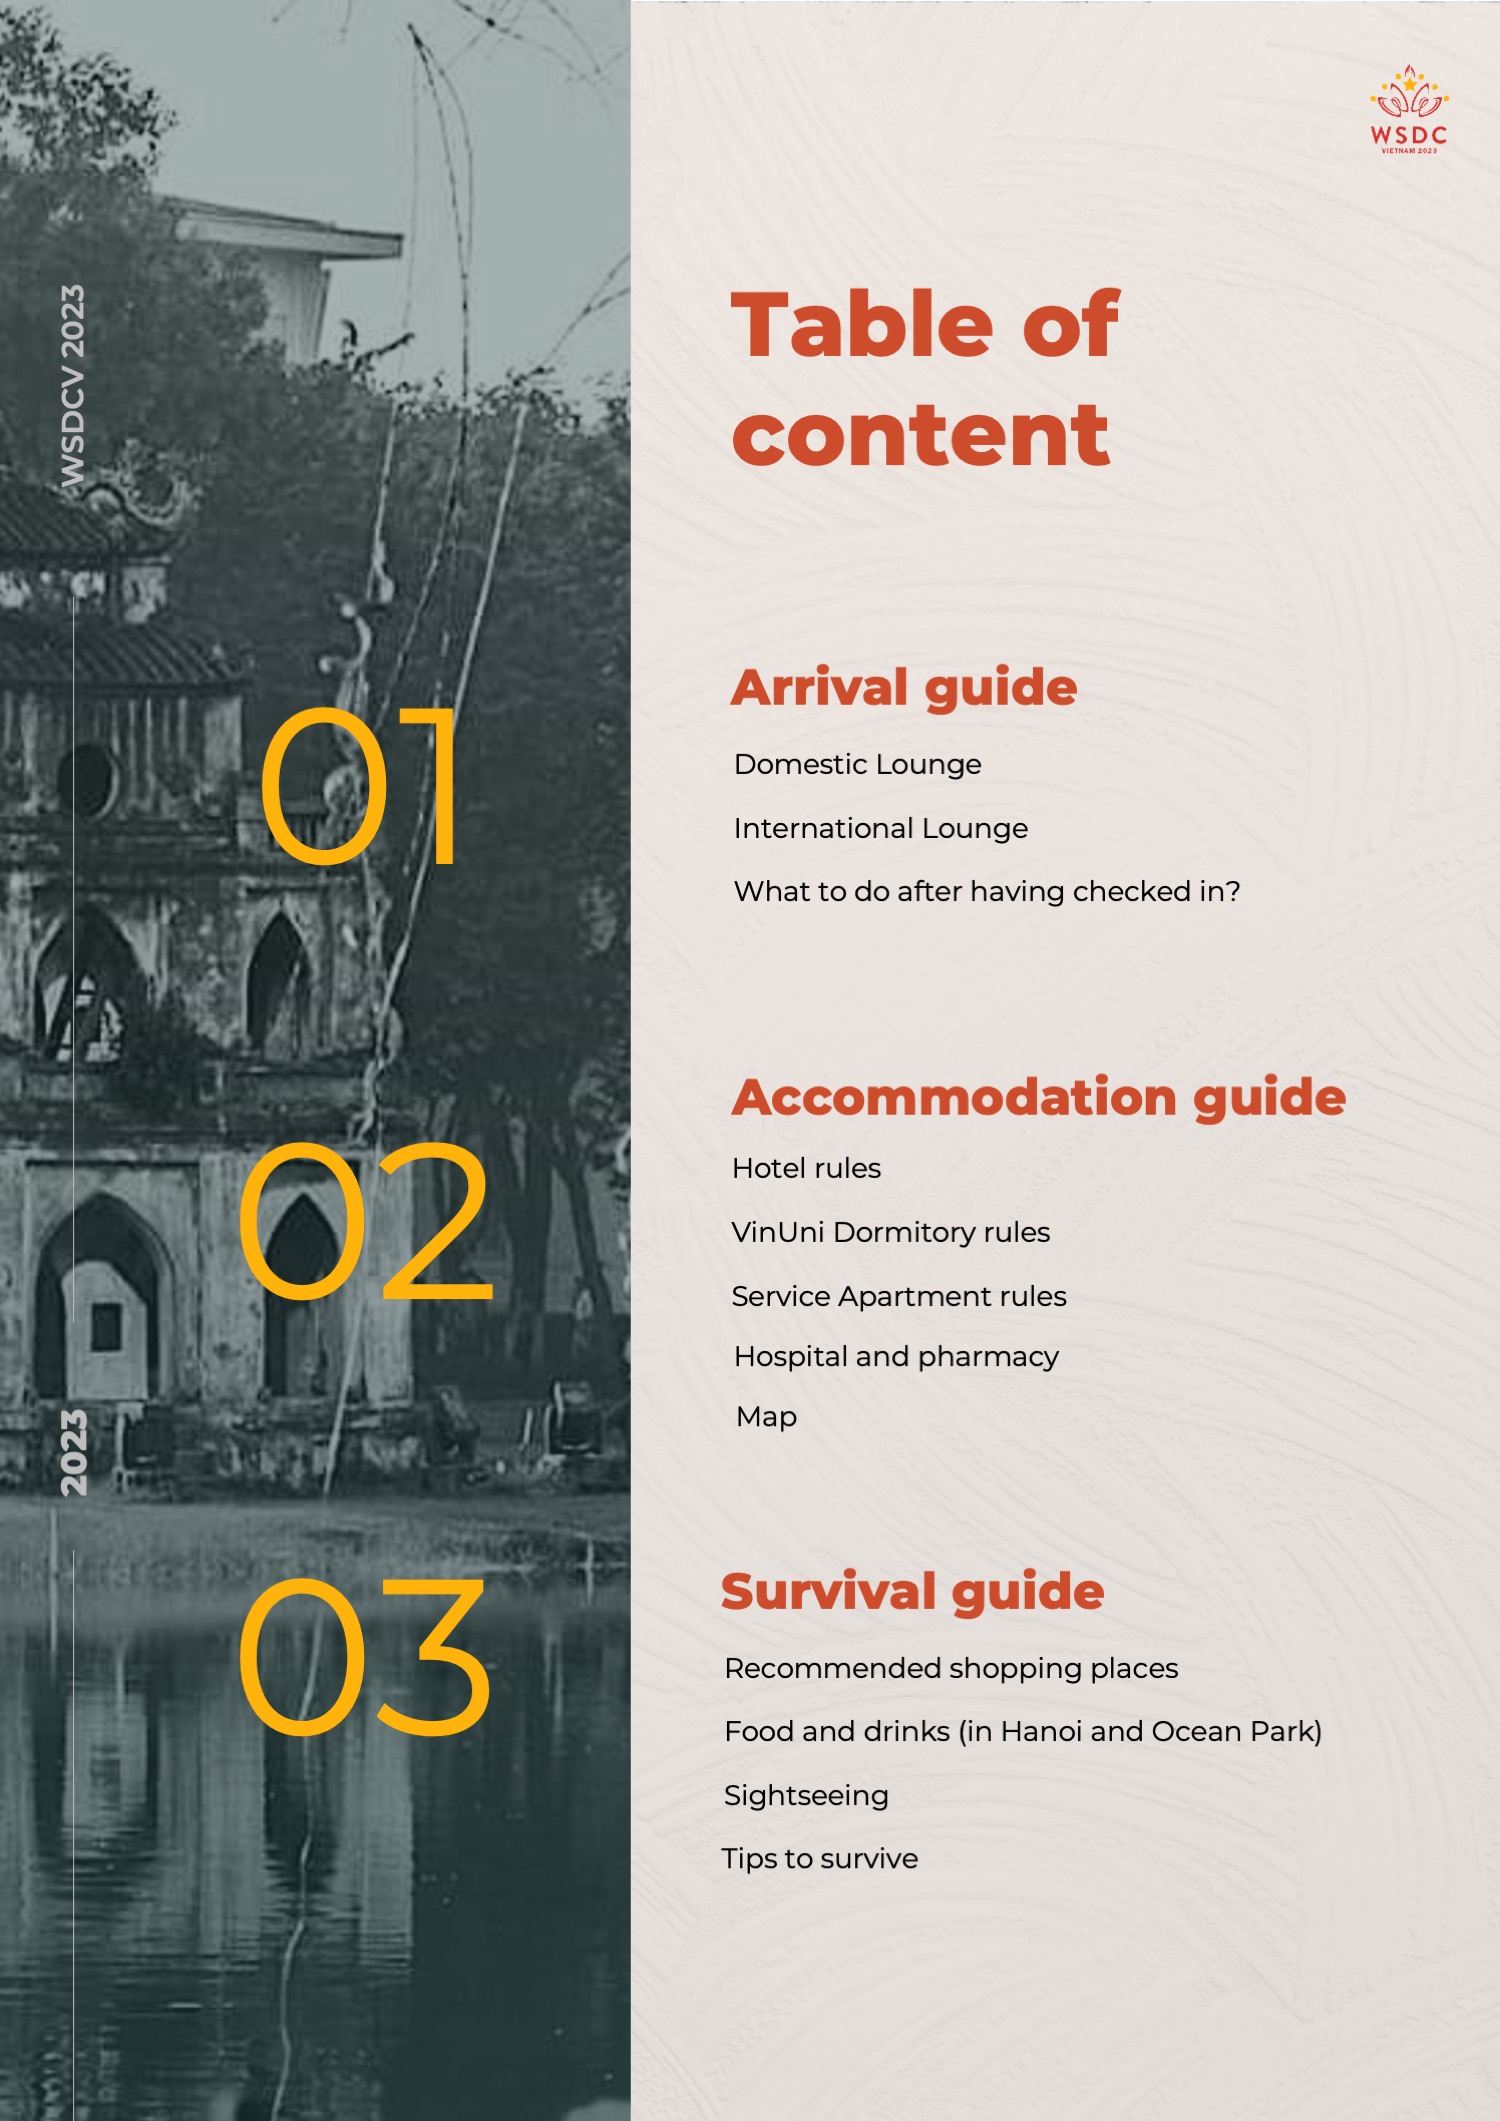 WSDC
VIETNAM 2023
WSDCV 2023
Table of
content
01
Arrival guide
Domestic Lounge
International Lounge
What to do after having checked in?
02
Accommodation guide
Hotel rules
VinUni Dormitory rules
Service Apartment rules
Hospital and pharmacy
Map
2023
03
Survival guide
Recommended shopping places
Food and drinks (in Hanoi and Ocean Park)
Sightseeing
Tips to survive